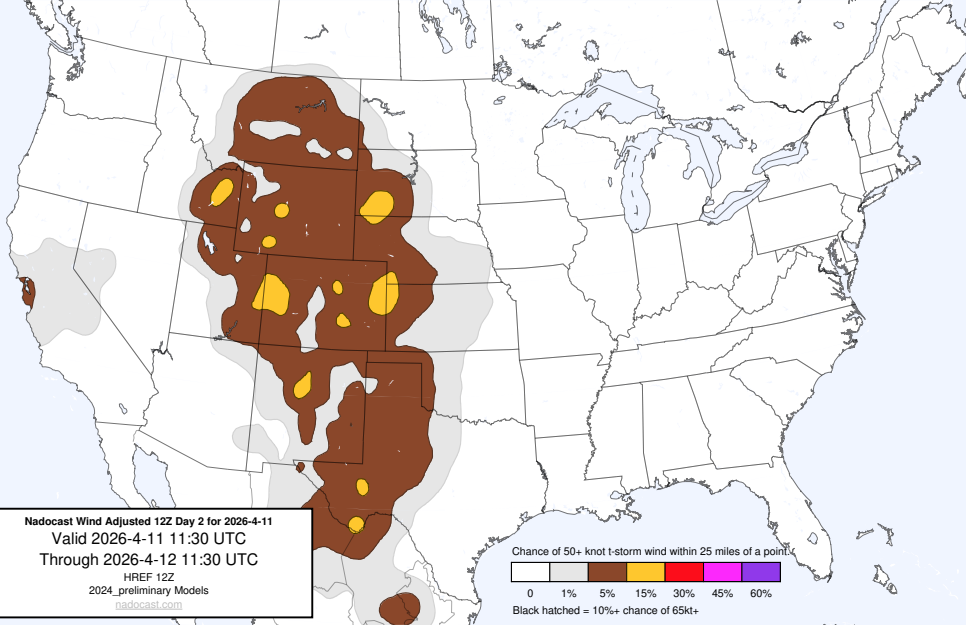 Nadocast Wind Adjusted 12Z Day 2 for 2026-4-11
Valid 2026-4-11 11:30 UTC
Through 2026-4-12 11:30 UTC
HREF 12Z
2024_preliminary Models
nadocast.com
Chance of 50+ knot t-storm wind within 25 miles of a point.
0 1% 5% 15% 30% 45% 60%
Black hatched = 10%+ chance of 65kt+